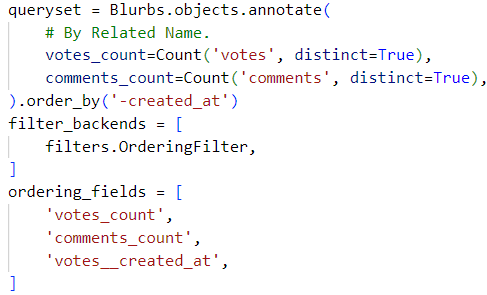 queryset = Blurbs.objects.annotate(
    # By Related Name.
    votes_count=Count('votes', distinct=True),
    comments_count=Count('comments', distinct=True),
).order_by('-created_at')
filter_backends = [
    filters.OrderingFilter,
]
ordering_fields = [
    'votes_count',
    'comments_count',
    'votes__created_at',
]